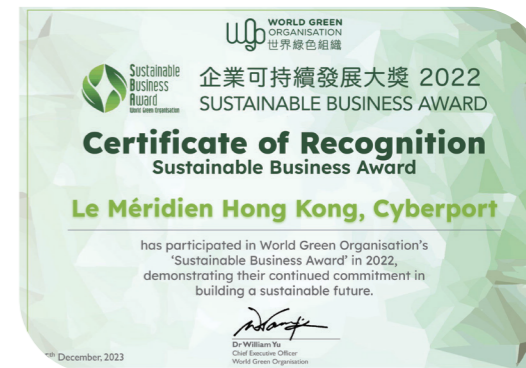 WORLD GREEN
ORGANISATION
世界綠色組織
Sustainable
Business
Award
World Green Organisation
企業可持續發展大獎 2022
SUSTAINABLE BUSINESS AWARD
Certificate of Recognition
Sustainable Business Award
Le Méridien Hong Kong, Cyberport
has participated in World Green Organisation's
‘Sustainable Business Award’ in 2022,
demonstrating their continued commitment in
building a sustainable future.
Dr William Yu
Chief Executive Officer
World Green Organisation
December, 2023